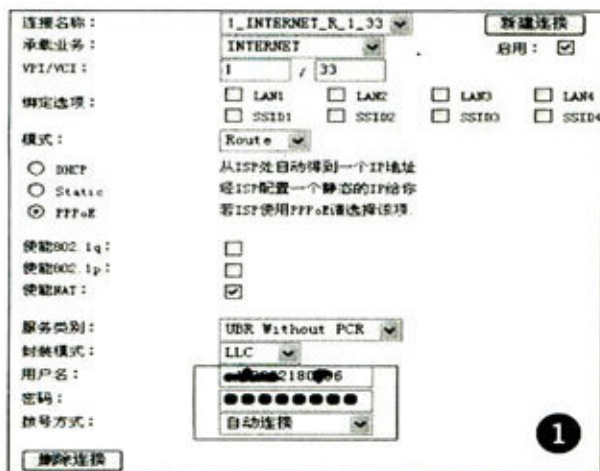 连接名称： 1_INTERNET_R_1_33 新建连接
承载业务： INTERNET 启用：
VPI/VCI： 1 / 33
绑定选项： LAN1 LAN2 LAN3 LAN4
SSID1 SSID2 SSID3 SSID4
模式： Route
DHCP 从ISP处自动得到一个IP地址
Static 经ISP配置一个静态的IP给你
PPPoE 若ISP使用PPPoE请选择该项.
使能802.1q：
使能802.1p：
使能NAT：
服务类别： UBR Without PCR
封装模式： LLC
用户名：
密码： ●●●●●●●●
拨号方式： 自动连接
删除连接
1